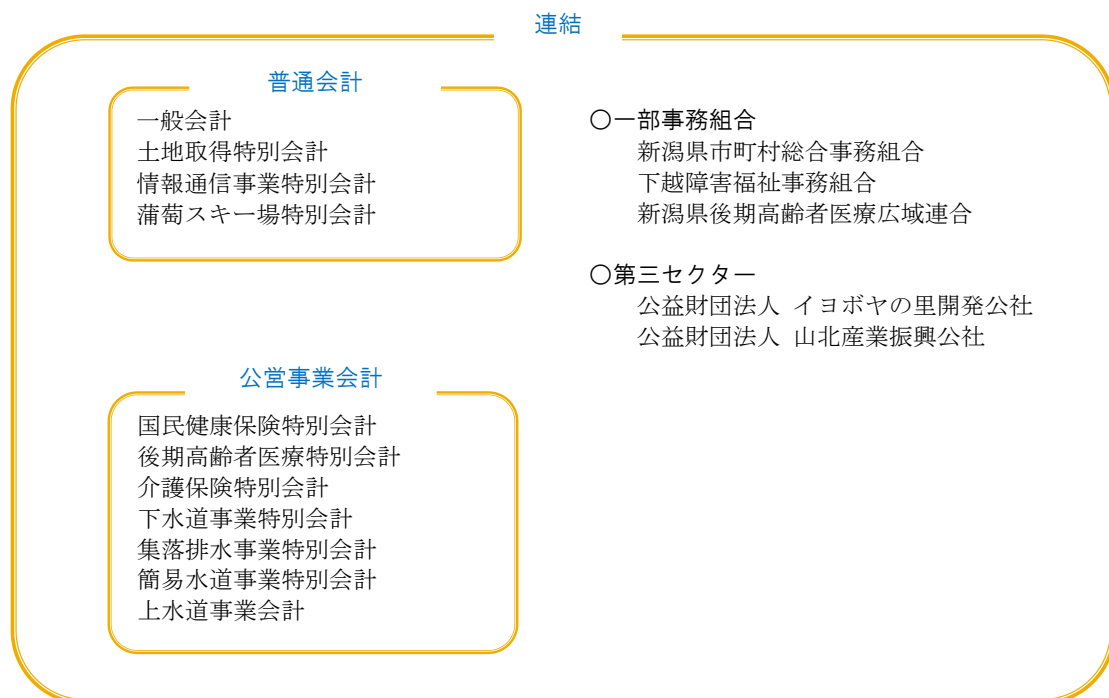 連結
普通会計
一般会計
土地取得特別会計
情報通信事業特別会計
蒲萄スキー場特別会計
公営事業会計
国民健康保険特別会計
後期高齢者医療特別会計
介護保険特別会計
下水道事業特別会計
集落排水事業特別会計
簡易水道事業特別会計
上水道事業会計
〇一部事務組合
新潟県市町村総合事務組合
下越障害福祉事務組合
新潟県後期高齢者医療広域連合
〇第三セクター
公益財団法人 イヨボヤの里開発公社
公益財団法人 山北産業振興公社